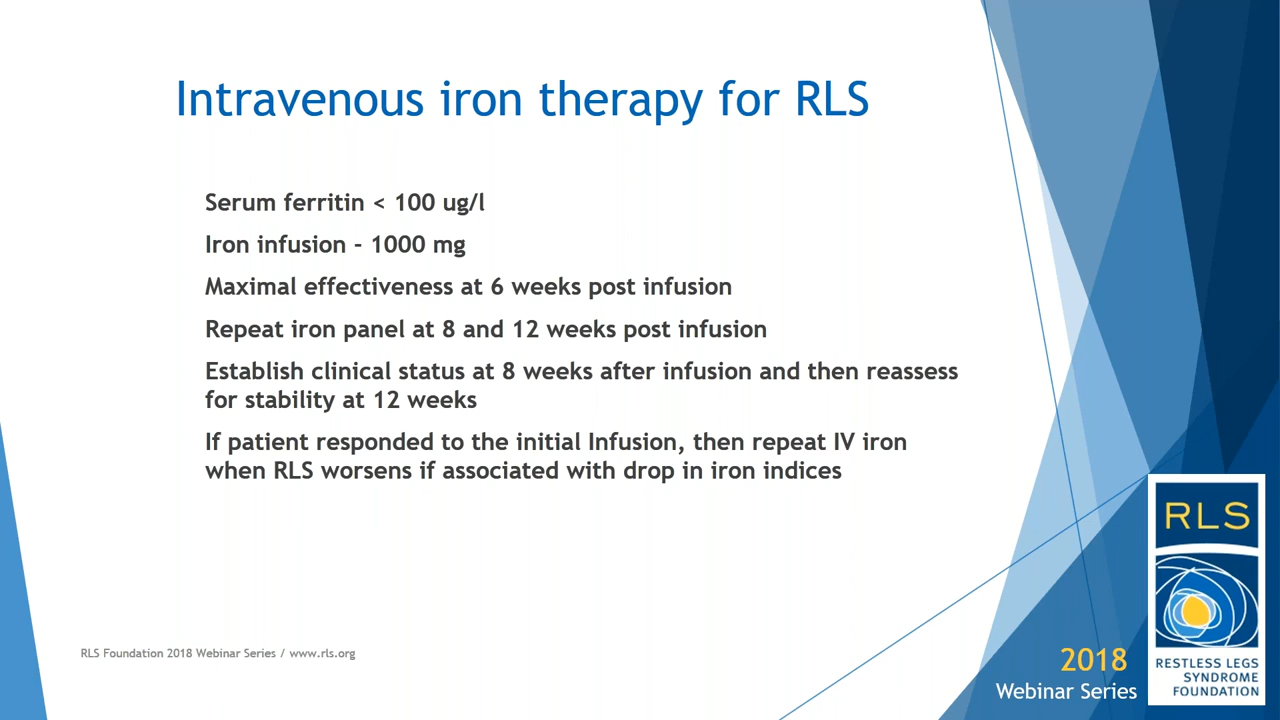 Intravenous iron therapy for RLS
Serum ferritin < 100 ug/l
Iron infusion - 1000 mg
Maximal effectiveness at 6 weeks post infusion
Repeat iron panel at 8 and 12 weeks post infusion
Establish clinical status at 8 weeks after infusion and then reassess
for stability at 12 weeks
If patient responded to the initial Infusion, then repeat IV iron
when RLS worsens if associated with drop in iron indices
RLS Foundation 2018 Webinar Series / www.rls.org
2018
Webinar Series
RLS
RESTLESS LEGS
SYNDROME
FOUNDATION